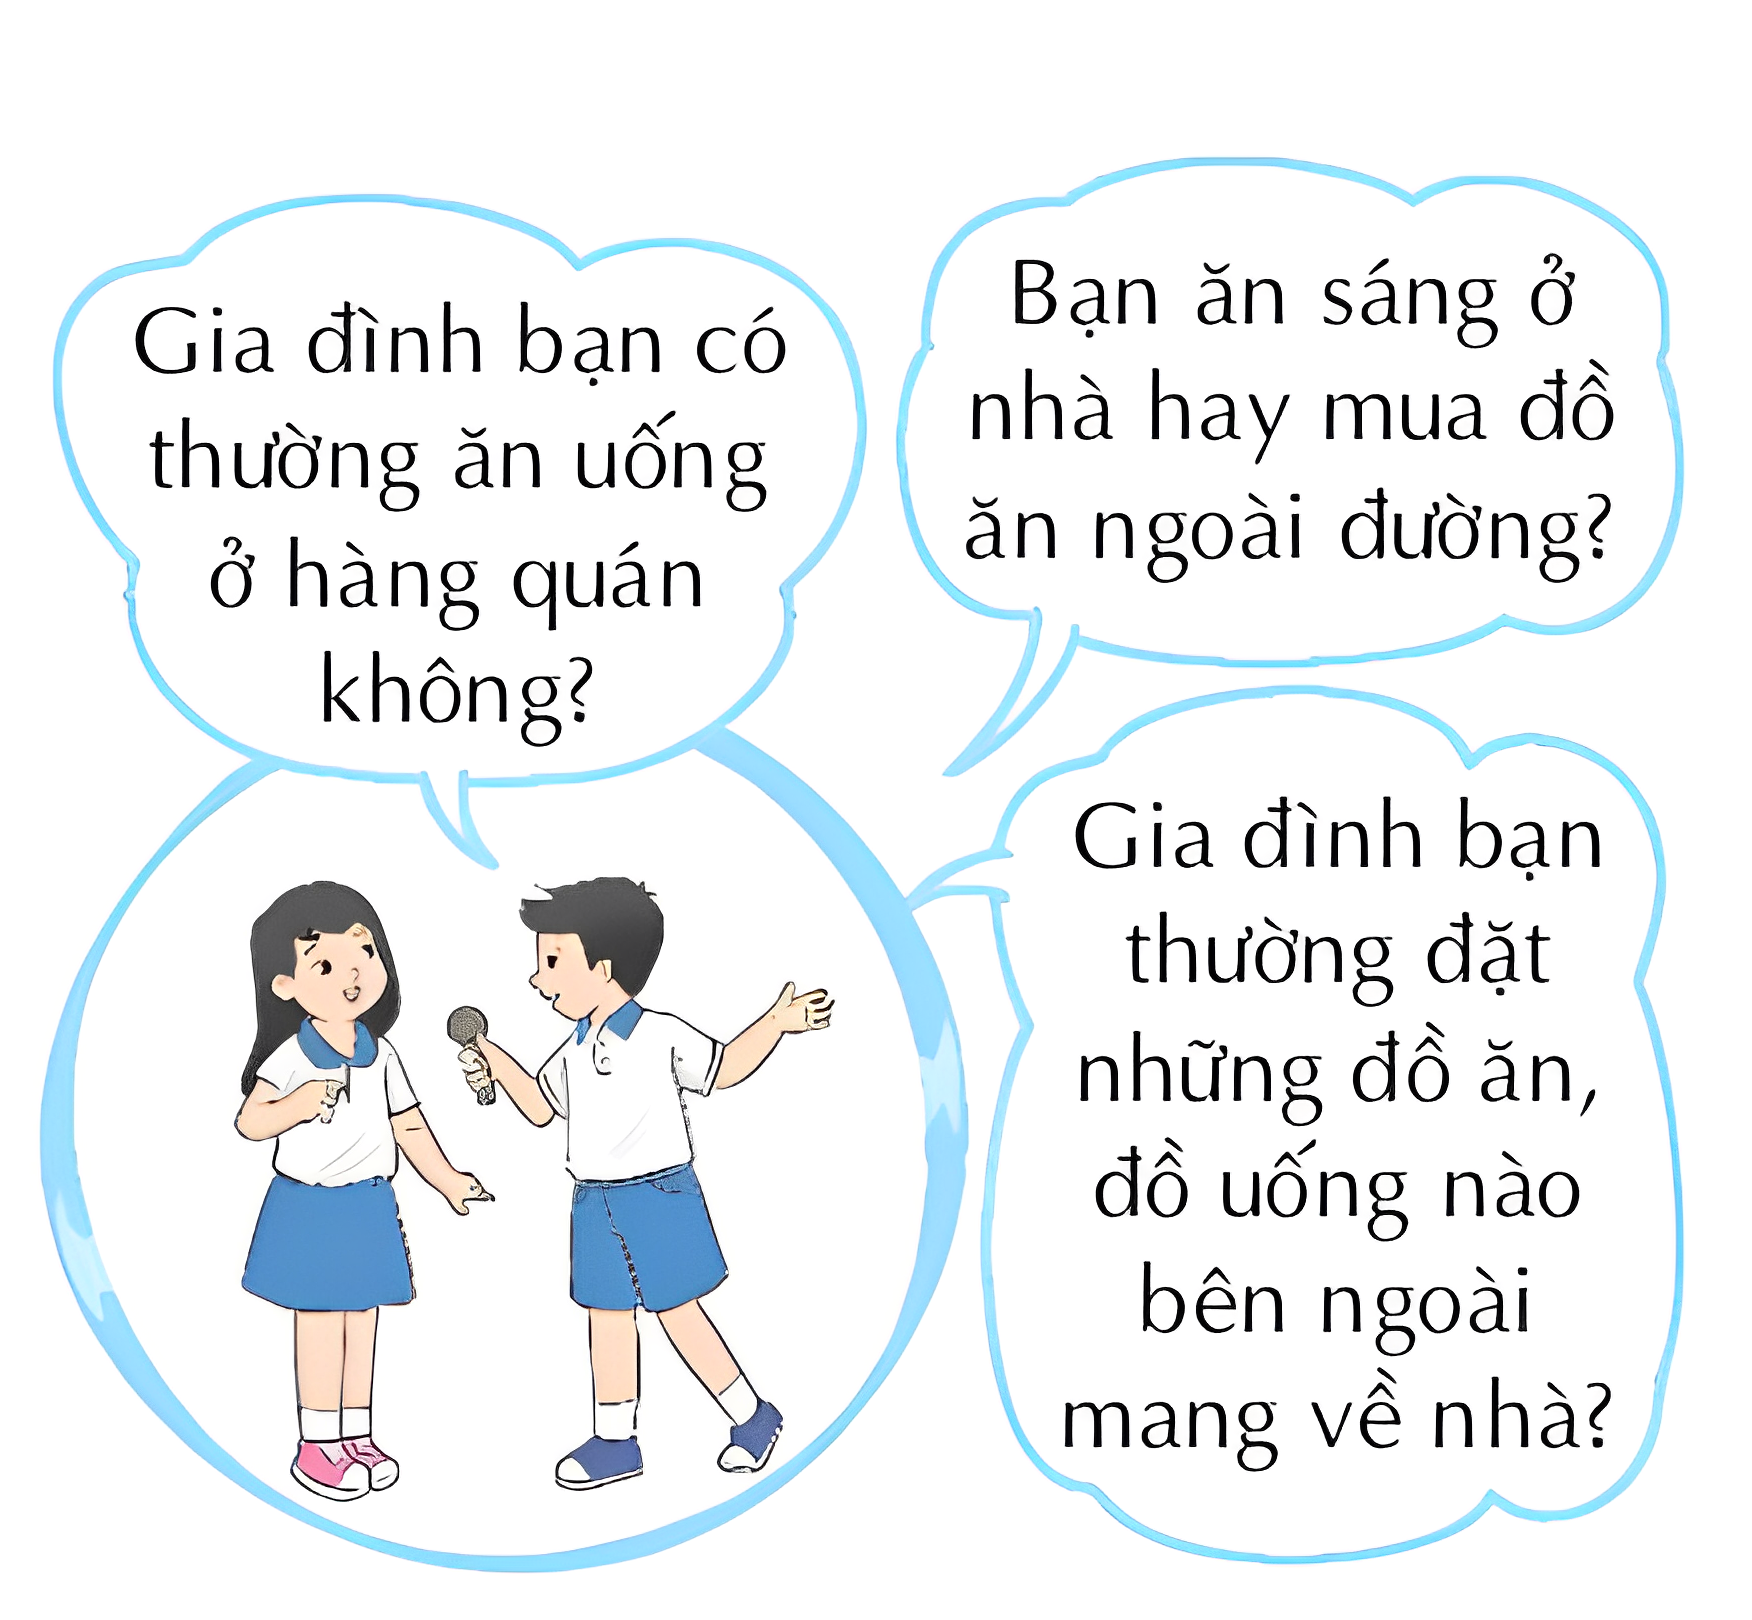 Gia đình bạn có
thường ăn uống
ở hàng quán
không?
Bạn ăn sáng ở
nhà hay mua đồ
ăn ngoài đường?
Gia đình bạn
thường đặt
những đồ ăn,
đồ uống nào
bên ngoài
mang về nhà?